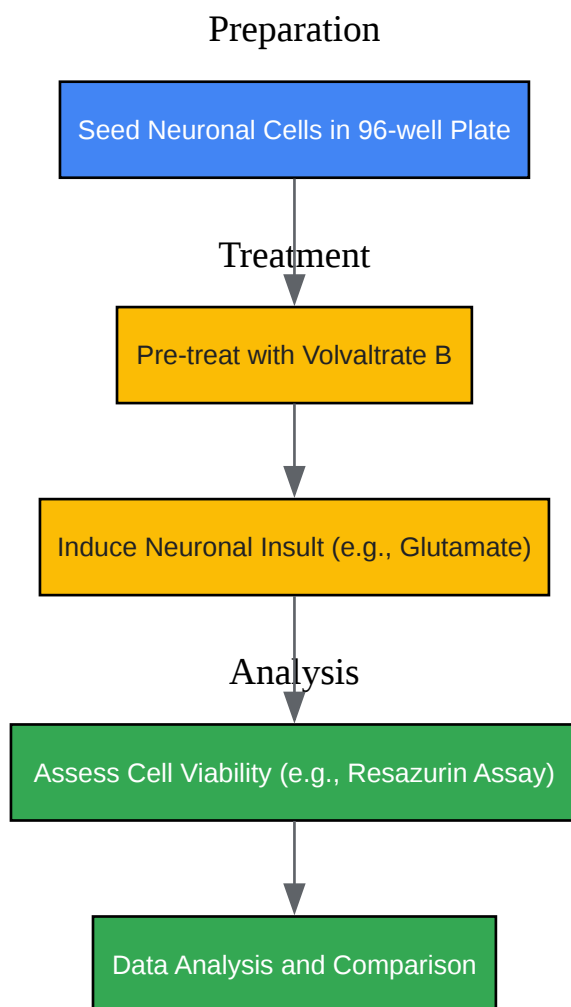 Preparation
Seed Neuronal Cells in 96-well Plate
Treatment
Pre-treat with Volvaltrate B
Induce Neuronal Insult (e.g., Glutamate)
Analysis
Assess Cell Viability (e.g., Resazurin Assay)
Data Analysis and Comparison